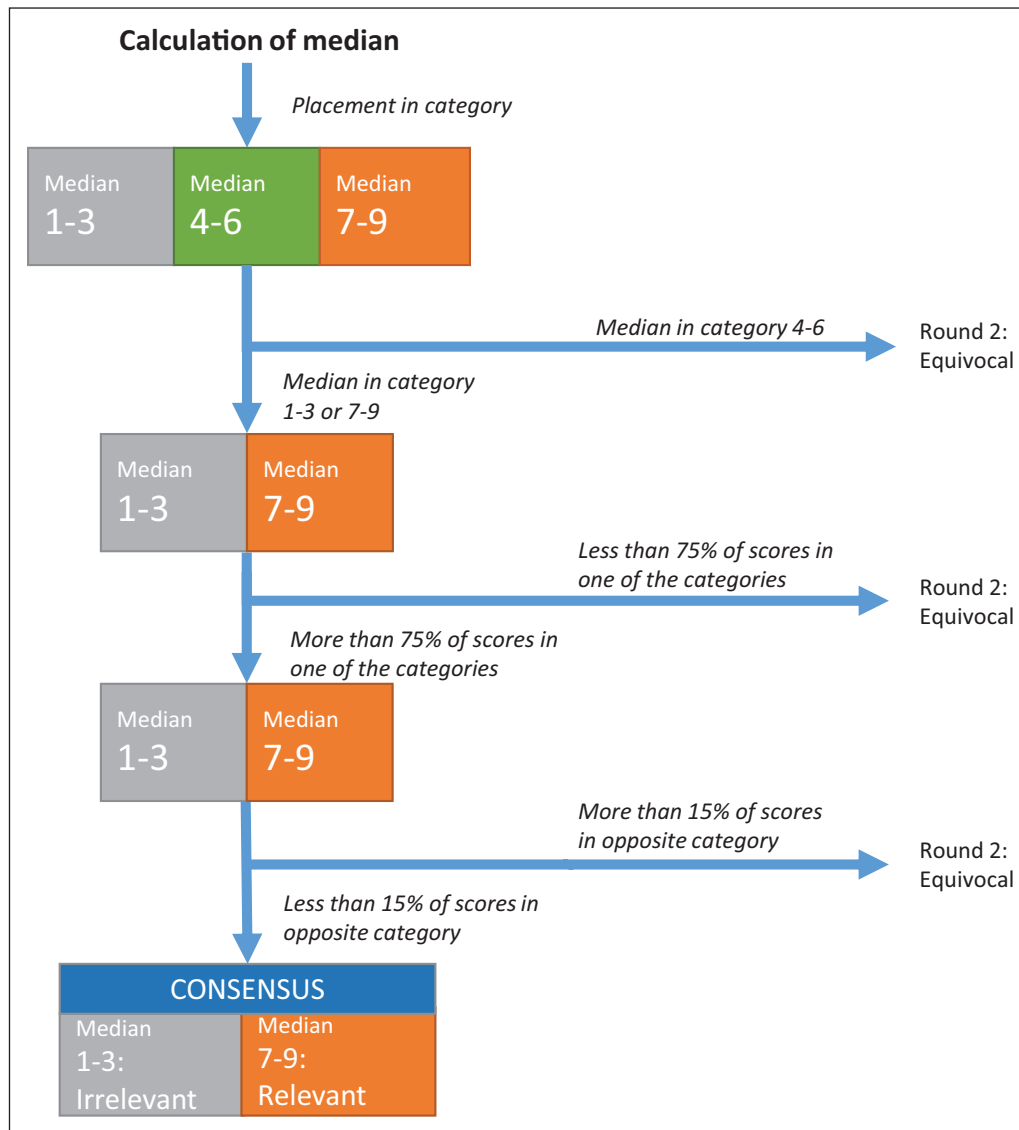 Calculation of median
Placement in category
Median
1-3
Median
4-6
Median
7-9
Median in category 4-6
Round 2:
Equivocal
Median in category
1-3 or 7-9
Median
1-3
Median
7-9
Less than 75% of scores in
one of the categories
Round 2:
Equivocal
More than 75% of scores in
one of the categories
Median
1-3
Median
7-9
More than 15% of scores
in opposite category
Round 2:
Equivocal
Less than 15% of scores in
opposite category
CONSENSUS
Median
1-3:
Irrelevant
Median
7-9:
Relevant